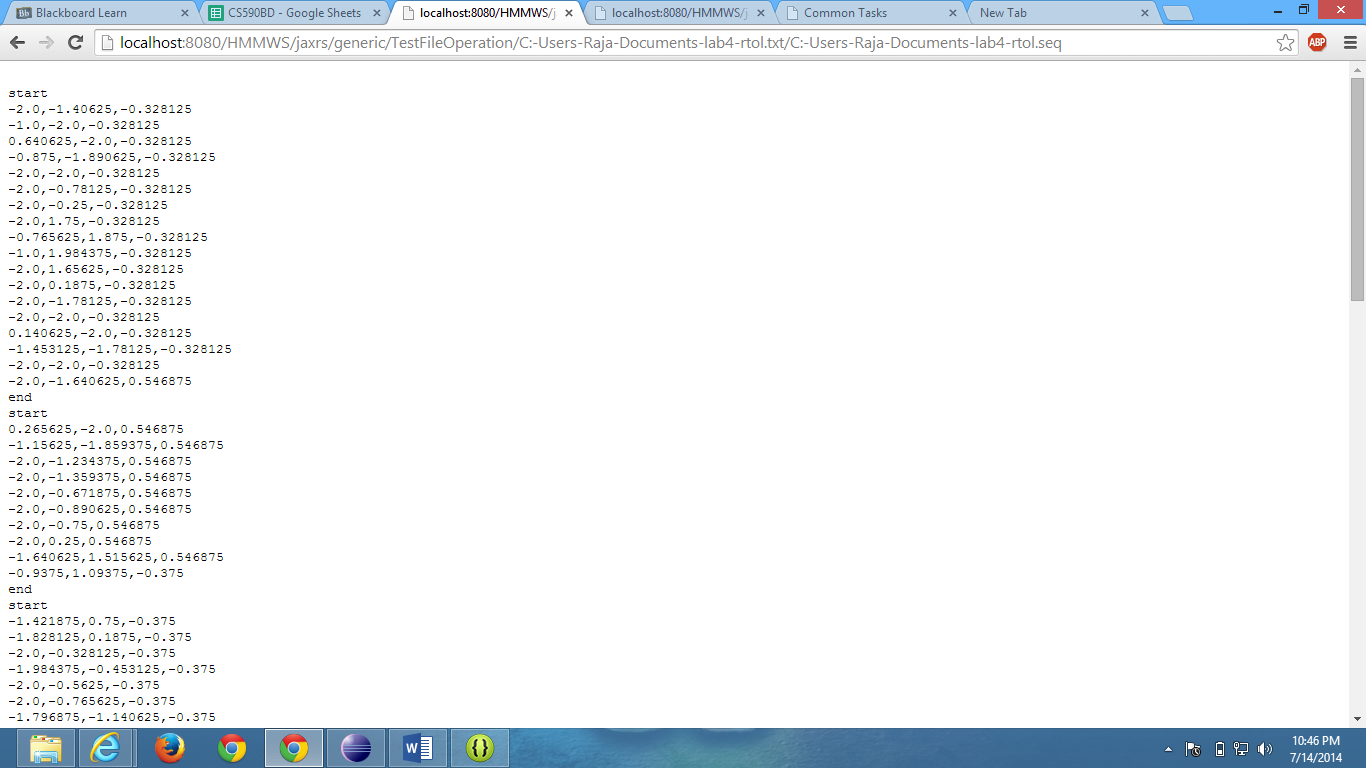 Blackboard Learn
CS590BD - Google Sheets
localhost:8080/HMMWS/j
localhost:8080/HMMWS/j
Common Tasks
New Tab
localhost:8080/HMMWS/jaxrs/generic/TestFileOperation/C:-Users-Raja-Documents-lab4-rtol.txt/C:-Users-Raja-Documents-lab4-rtol.seq
ABP
start
-2.0,-1.40625,-0.328125
-1.0,-2.0,-0.328125
0.640625,-2.0,-0.328125
-0.875,-1.890625,-0.328125
-2.0,-2.0,-0.328125
-2.0,-0.78125,-0.328125
-2.0,-0.25,-0.328125
-2.0,1.75,-0.328125
-0.765625,1.875,-0.328125
-1.0,1.984375,-0.328125
-2.0,1.65625,-0.328125
-2.0,0.1875,-0.328125
-2.0,-1.78125,-0.328125
-2.0,-2.0,-0.328125
0.140625,-2.0,-0.328125
-1.453125,-1.78125,-0.328125
-2.0,-2.0,-0.328125
-2.0,-1.640625,0.546875
end
start
0.265625,-2.0,0.546875
-1.15625,-1.859375,0.546875
-2.0,-1.234375,0.546875
-2.0,-1.359375,0.546875
-2.0,-0.671875,0.546875
-2.0,-0.890625,0.546875
-2.0,-0.75,0.546875
-2.0,0.25,0.546875
-1.640625,1.515625,0.546875
-0.9375,1.09375,-0.375
end
start
-1.421875,0.75,-0.375
-1.828125,0.1875,-0.375
-2.0,-0.328125,-0.375
-1.984375,-0.453125,-0.375
-2.0,-0.5625,-0.375
-2.0,-0.765625,-0.375
-1.796875,-1.140625,-0.375
10:46 PM
7/14/2014